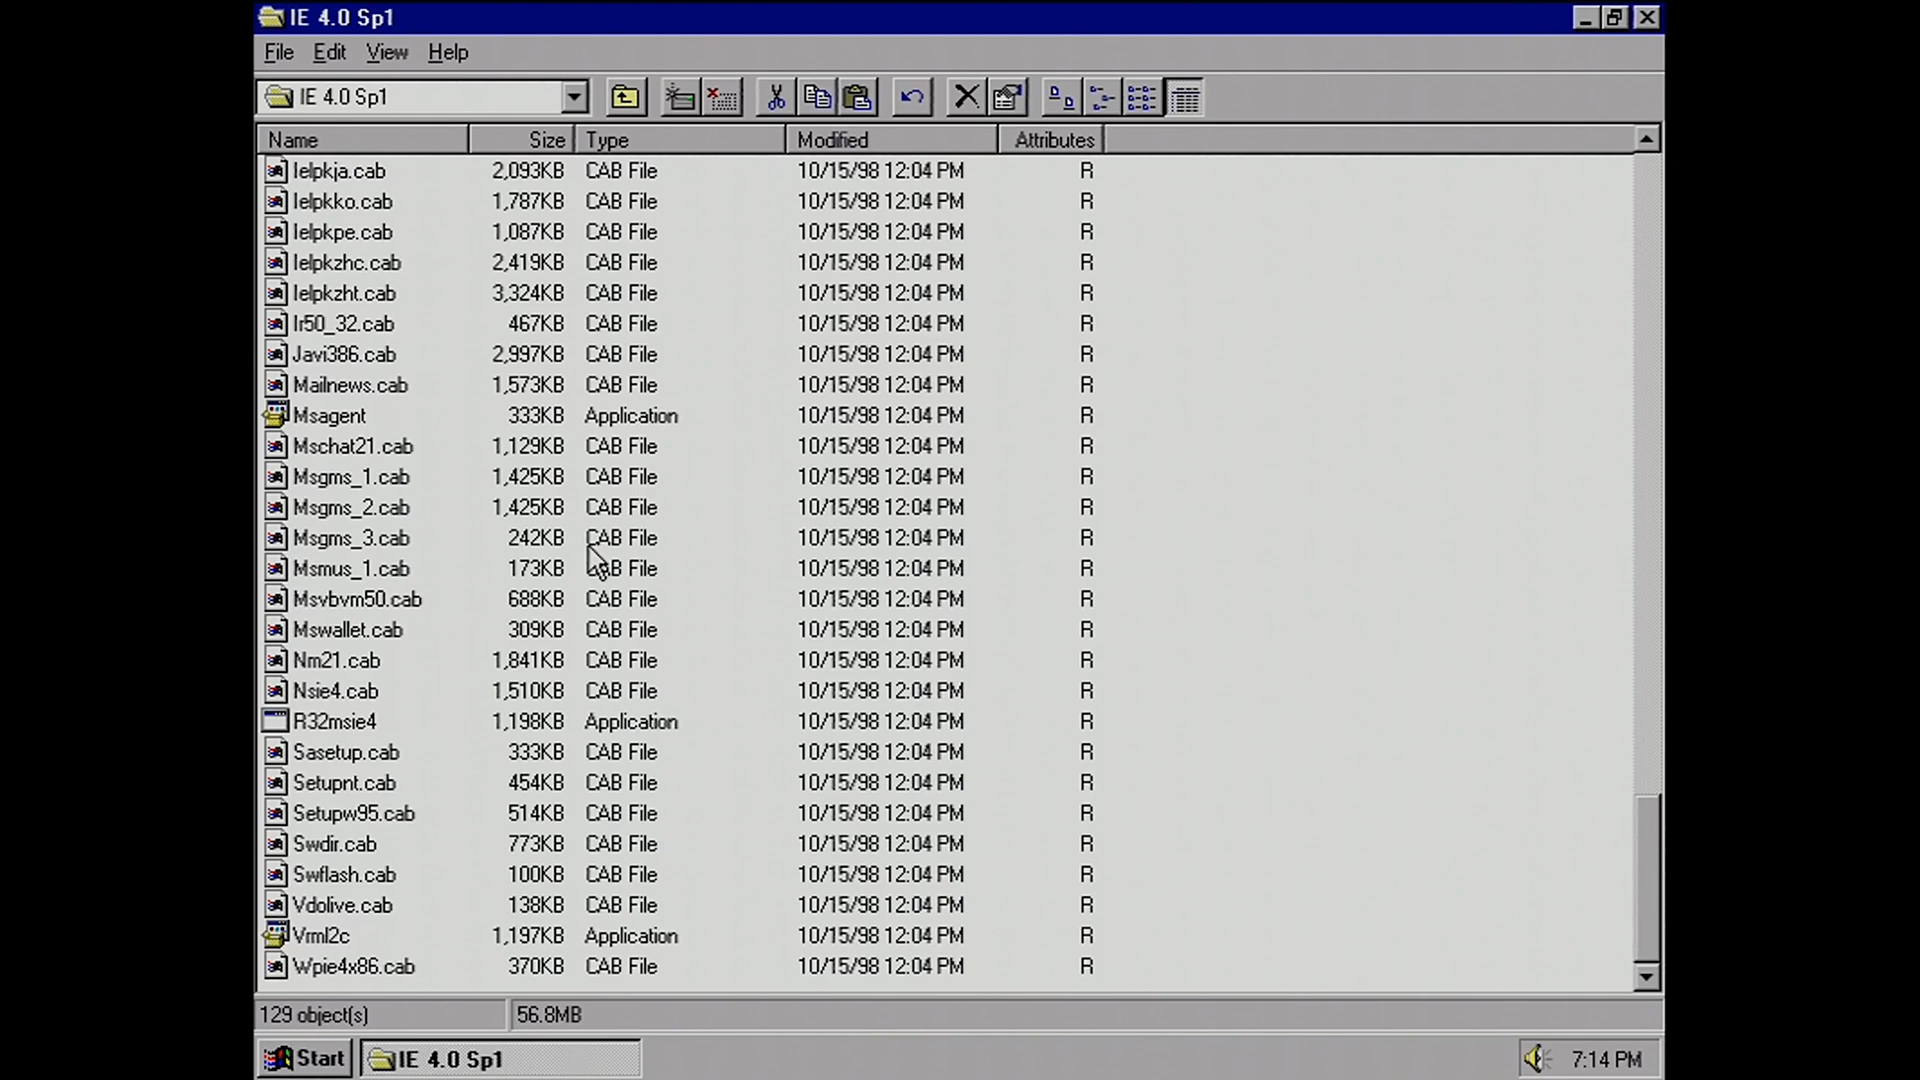 IE 4.0 Sp1
File Edit View Help
IE 4.0 Sp1
Name Size Type Modified Attributes
Ielpkja.cab 2,093KB CAB File 10/15/98 12:04 PM R
Ielpkko.cab 1,787KB CAB File 10/15/98 12:04 PM R
Ielpkpe.cab 1,087KB CAB File 10/15/98 12:04 PM R
Ielpkzhc.cab 2,419KB CAB File 10/15/98 12:04 PM R
Ielpkzht.cab 3,324KB CAB File 10/15/98 12:04 PM R
Ir50_32.cab 467KB CAB File 10/15/98 12:04 PM R
Javi386.cab 2,997KB CAB File 10/15/98 12:04 PM R
Mailnews.cab 1,573KB CAB File 10/15/98 12:04 PM R
Msagent 333KB Application 10/15/98 12:04 PM R
Mschat21.cab 1,129KB CAB File 10/15/98 12:04 PM R
Msgms_1.cab 1,425KB CAB File 10/15/98 12:04 PM R
Msgms_2.cab 1,425KB CAB File 10/15/98 12:04 PM R
Msgms_3.cab 242KB CAB File 10/15/98 12:04 PM R
Msmus_1.cab 173KB CAB File 10/15/98 12:04 PM R
Msvbvm50.cab 688KB CAB File 10/15/98 12:04 PM R
Mswallet.cab 309KB CAB File 10/15/98 12:04 PM R
Nm21.cab 1,841KB CAB File 10/15/98 12:04 PM R
Nsie4.cab 1,510KB CAB File 10/15/98 12:04 PM R
R32msie4 1,198KB Application 10/15/98 12:04 PM R
Sasetup.cab 333KB CAB File 10/15/98 12:04 PM R
Setupnt.cab 454KB CAB File 10/15/98 12:04 PM R
Setupw95.cab 514KB CAB File 10/15/98 12:04 PM R
Swdir.cab 773KB CAB File 10/15/98 12:04 PM R
Swflash.cab 100KB CAB File 10/15/98 12:04 PM R
Vdolive.cab 138KB CAB File 10/15/98 12:04 PM R
Vrml2c 1,197KB Application 10/15/98 12:04 PM R
Wpie4x86.cab 370KB CAB File 10/15/98 12:04 PM R
129 object(s) 56.8MB
Start IE 4.0 Sp1 7:14 PM